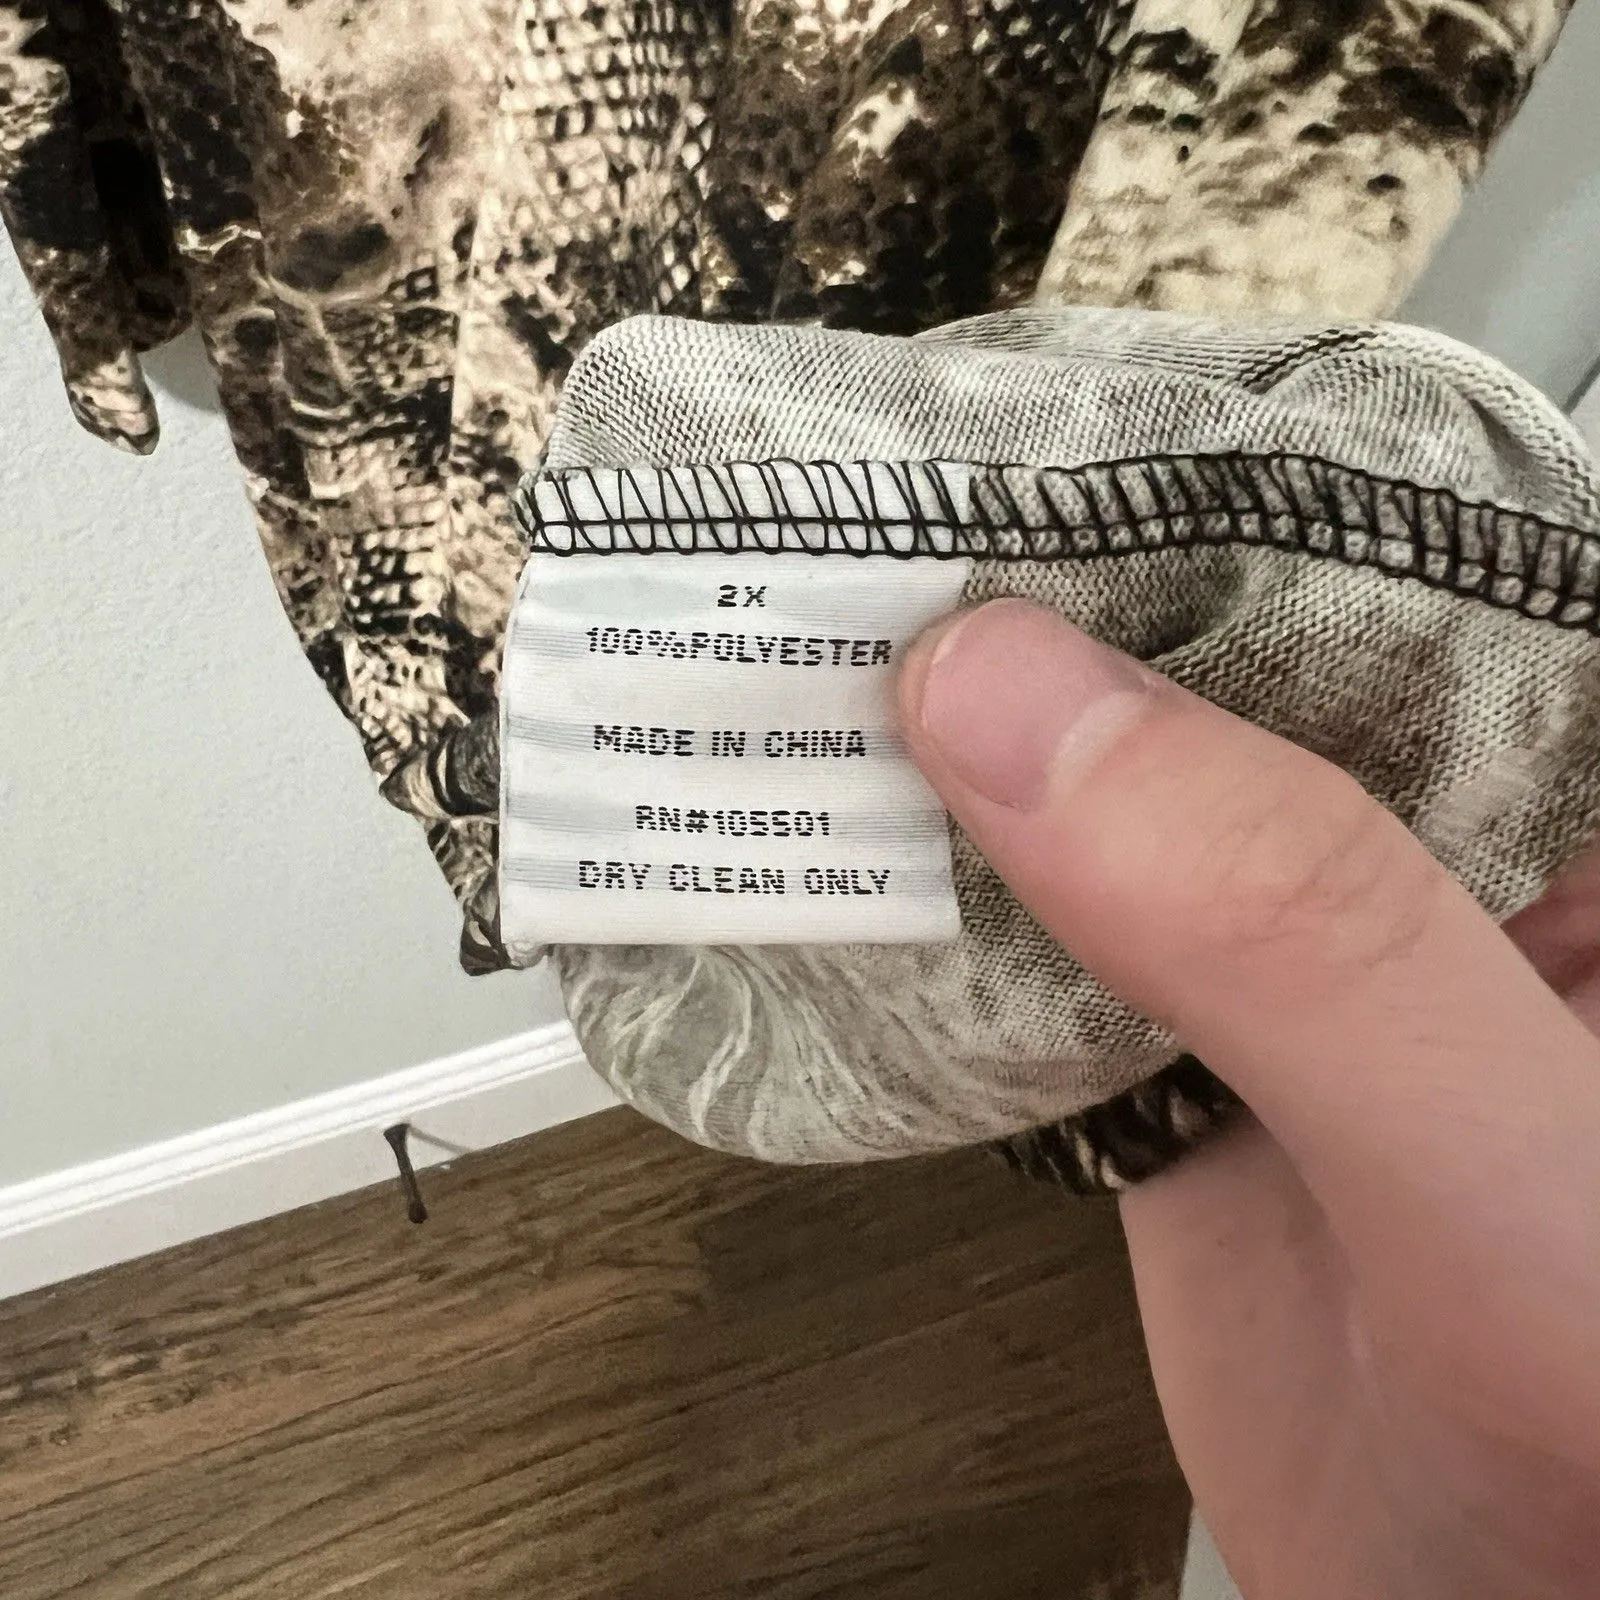 2X
100%POLYESTER
MADE IN CHINA
RN#105501
DRY CLEAN ONLY